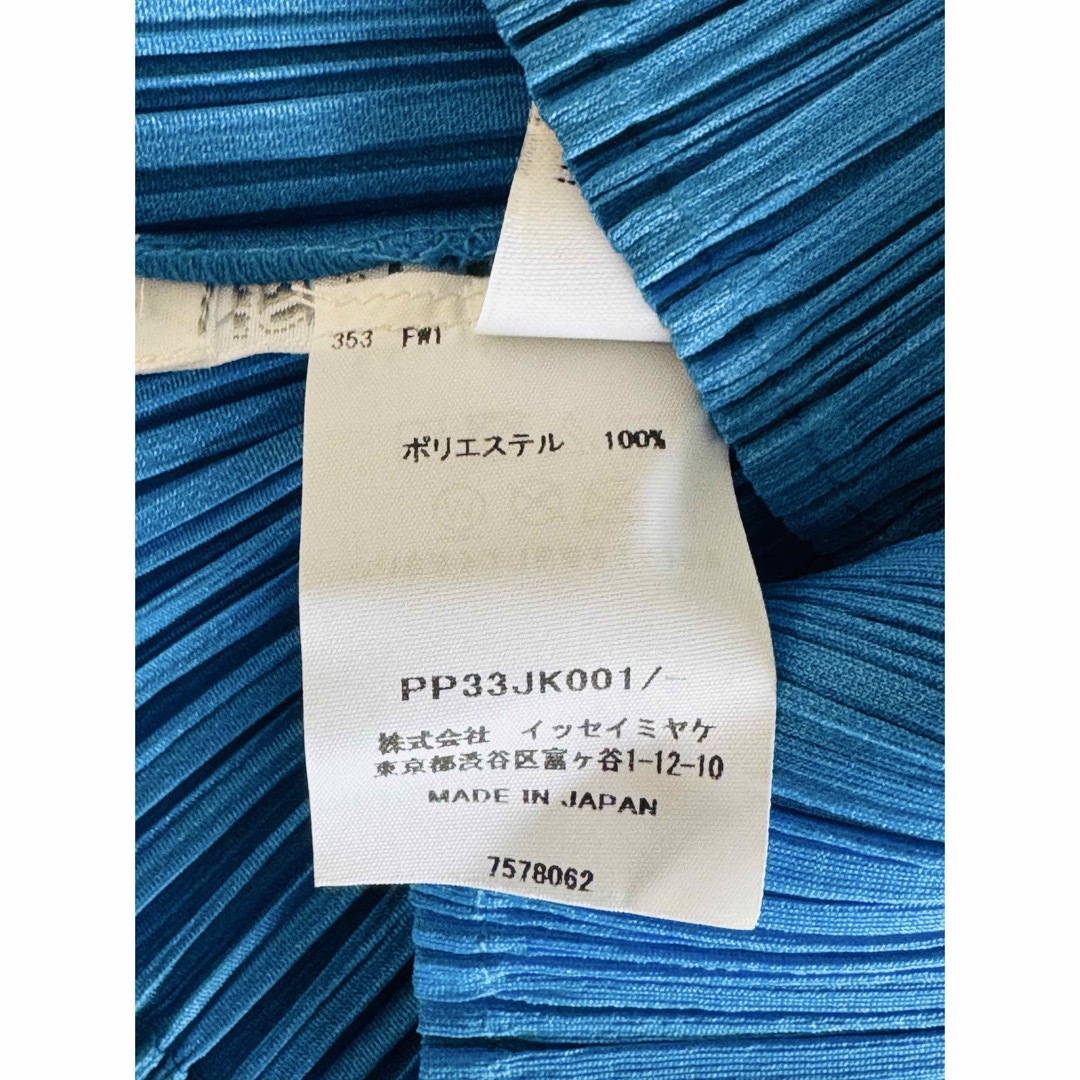 353 FW1
ポリエステル 100%
PP33JK001/-
株式会社 イッセイミヤケ
東京都渋谷区富ケ谷1-12-10
MADE IN JAPAN
7578062